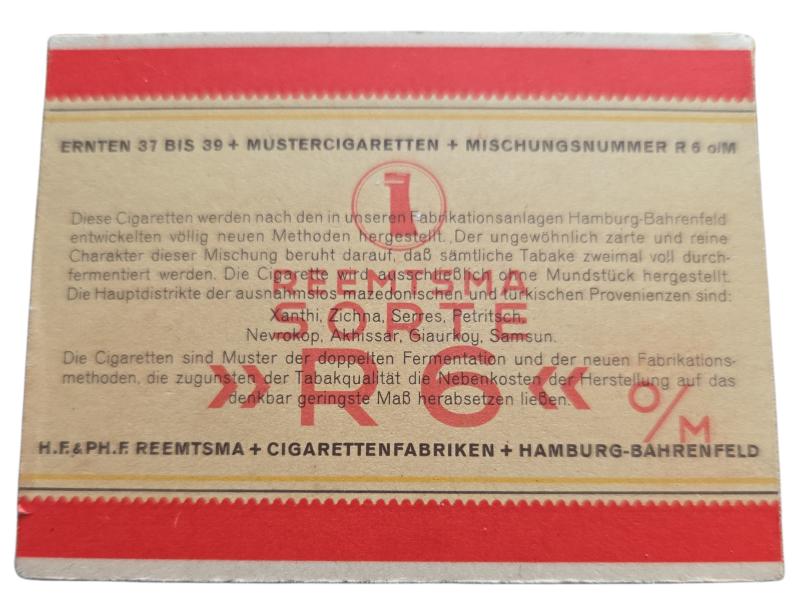 ERNTEN 37 BIS 39 + MUSTERCIGARETTEN + MISCHUNGSNUMMER R 6 o/M
Diese Cigaretten werden nach den in unseren Fabrikationsanlagen Hamburg-Bahrenfeld
entwickelten völlig neuen Methoden hergestellt. Der ungewöhnlich zarte und reine
Charakter dieser Mischung beruht darauf, daß sämtliche Tabake zweimal voll durch-
fermentiert werden. Die Cigarette wird ausschließlich ohne Mundstück hergestellt.
Die Hauptdistrikte der ausnahmslos mazedonischen und türkischen Provenienzen sind:
Xanthi, Zichna, Serres, Petritsch,
Nevrokop, Akhissar, Giaurkoy, Samsun.
Die Cigaretten sind Muster der doppelten Fermentation und der neuen Fabrikations-
methoden, die zugunsten der Tabakqualität die Nebenkosten der Herstellung auf das
denkbar geringste Maß herabsetzen ließen.
REEMTSMA
SORTE
»R6« O/M
H.F.&PH.F. REEMTSMA + CIGARETTENFABRIKEN + HAMBURG-BAHRENFELD